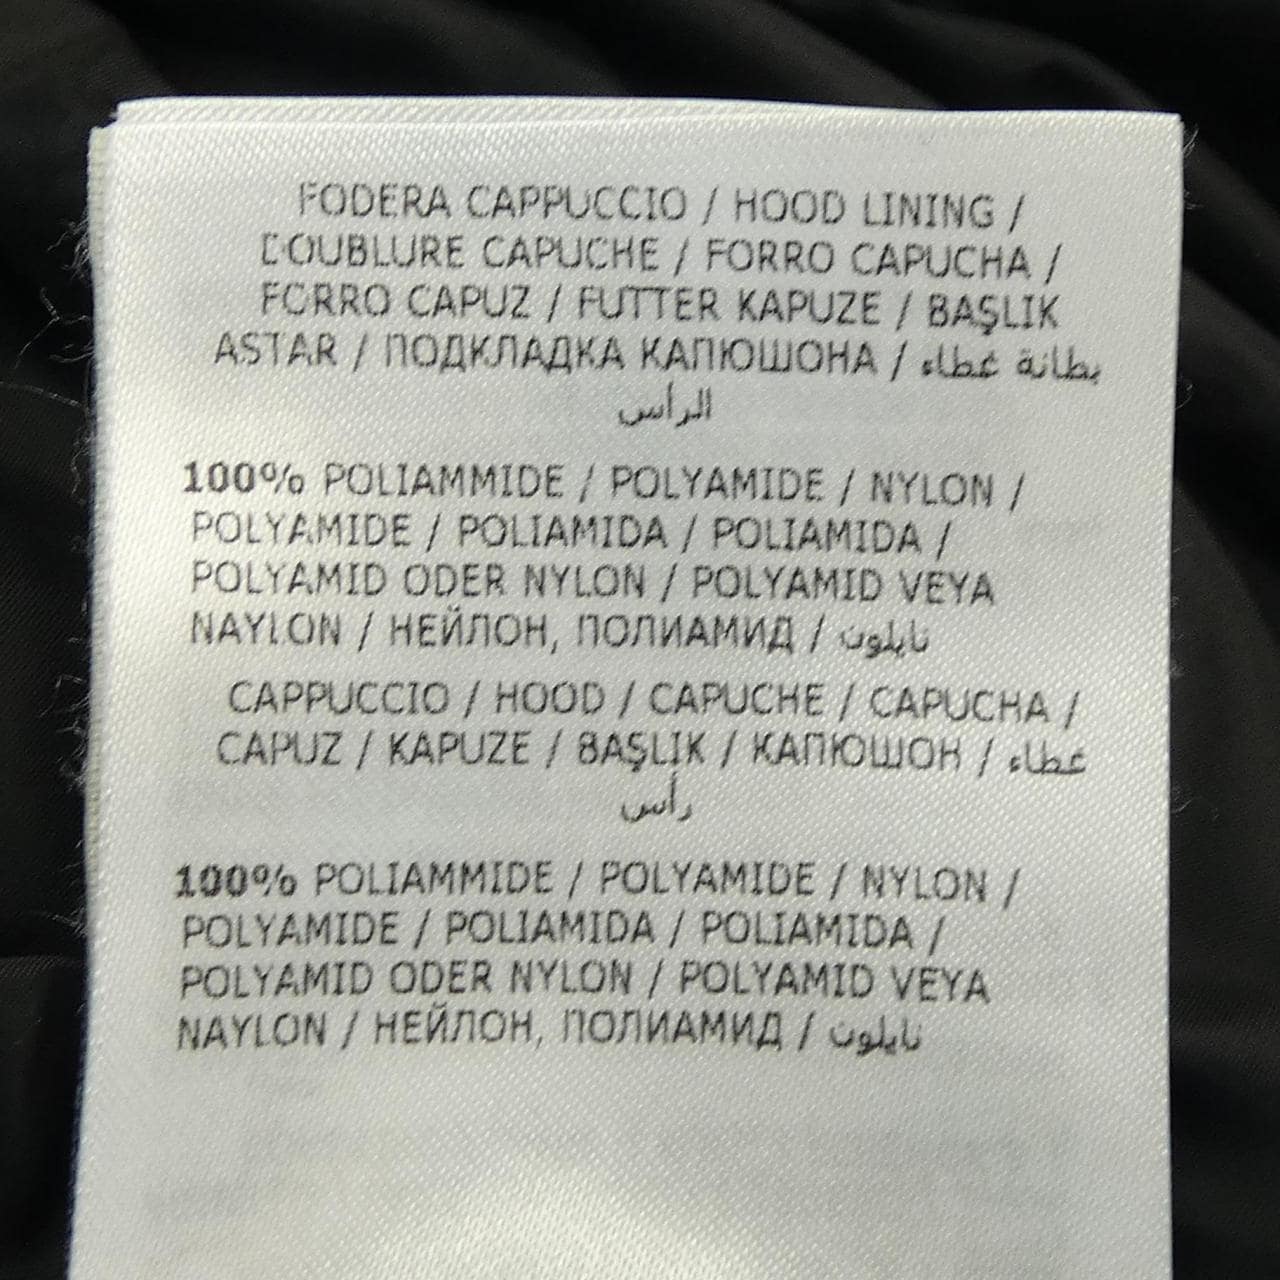 FODERA CAPPUCCIO / HOOD LINING /
DOUBLURE CAPUCHE / FORRO CAPUCHA /
FORRO CAPUZ / FUTTER KAPUZE / BAŞLIK
ASTAR / ПОДКЛАДКА КАПЮШОНА / بطانة غطاء
الرأس
100% POLIAMMIDE / POLYAMIDE / NYLON /
POLYAMIDE / POLIAMIDA / POLIAMIDA /
POLYAMID ODER NYLON / POLYAMID VEYA
NAYLON / НЕЙЛОН, ПОЛИАМИД / نايلون
CAPPUCCIO / HOOD / CAPUCHE / CAPUCHA /
CAPUZ / KAPUZE / BAŞLIK / КАПЮШОН / غطاء
رأس
100% POLIAMMIDE / POLYAMIDE / NYLON /
POLYAMIDE / POLIAMIDA / POLIAMIDA /
POLYAMID ODER NYLON / POLYAMID VEYA
NAYLON / НЕЙЛОН, ПОЛИАМИД / نايلون